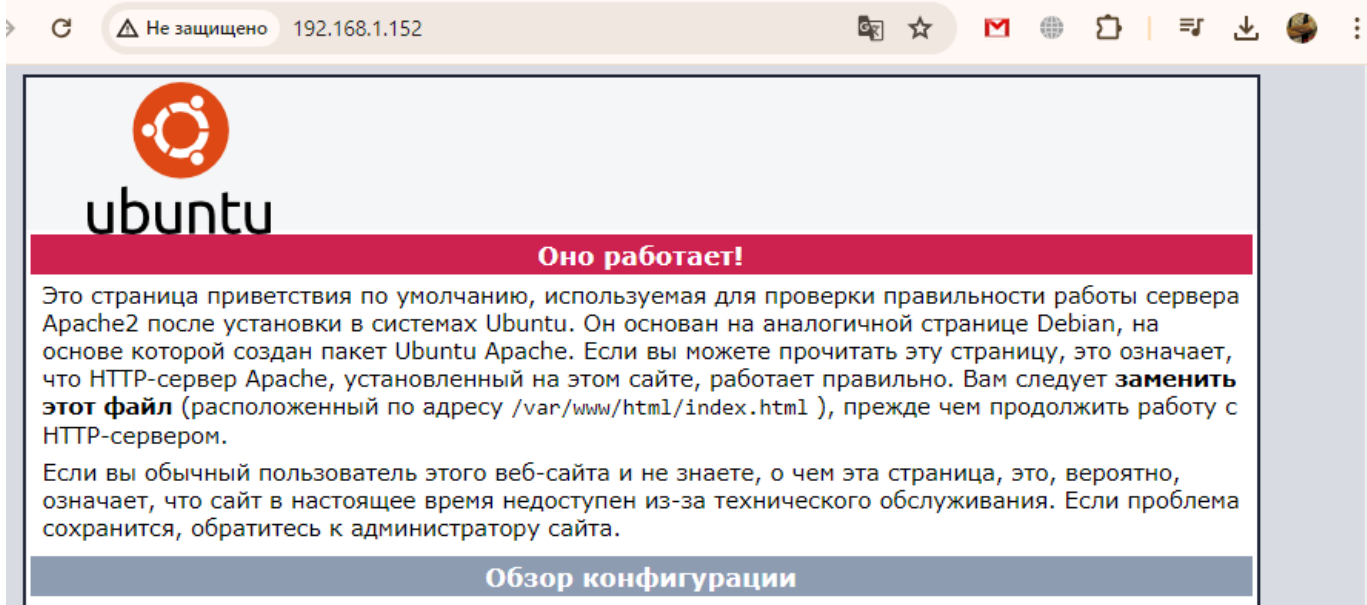 Не защищено 192.168.1.152
ubuntu
Оно работает!
Это страница приветствия по умолчанию, используемая для проверки правильности работы сервера
Apache2 после установки в системах Ubuntu. Он основан на аналогичной странице Debian, на
основе которой создан пакет Ubuntu Apache. Если вы можете прочитать эту страницу, это означает,
что HTTP-сервер Apache, установленный на этом сайте, работает правильно. Вам следует заменить
этот файл (расположенный по адресу /var/www/html/index.html ), прежде чем продолжить работу с
HTTP-сервером.
Если вы обычный пользователь этого веб-сайта и не знаете, о чем эта страница, это, вероятно,
означает, что сайт в настоящее время недоступен из-за технического обслуживания. Если проблема
сохранится, обратитесь к администратору сайта.
Обзор конфигурации